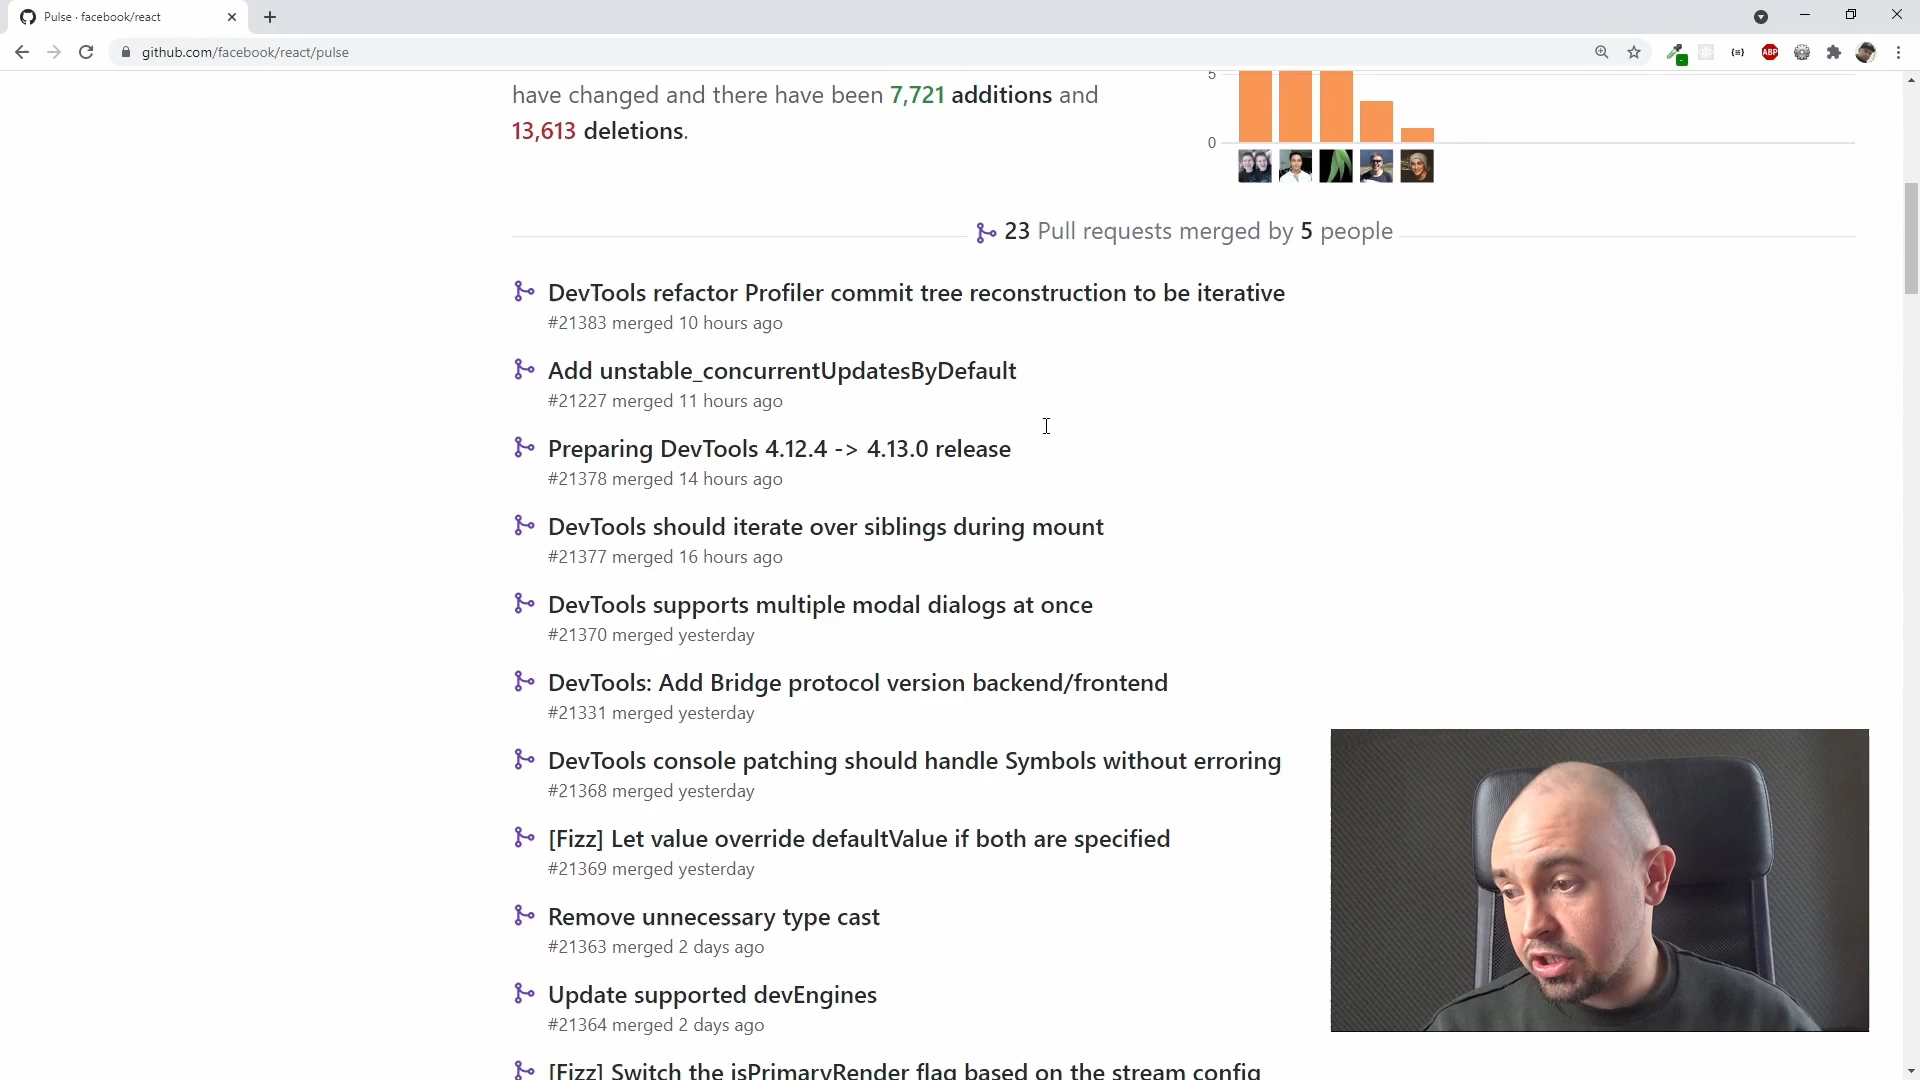 Pulse · facebook/react
github.com/facebook/react/pulse
ABP
have changed and there have been 7,721 additions and
13,613 deletions.
5
0
23 Pull requests merged by 5 people
DevTools refactor Profiler commit tree reconstruction to be iterative
#21383 merged 10 hours ago
Add unstable_concurrentUpdatesByDefault
#21227 merged 11 hours ago
Preparing DevTools 4.12.4 -> 4.13.0 release
#21378 merged 14 hours ago
DevTools should iterate over siblings during mount
#21377 merged 16 hours ago
DevTools supports multiple modal dialogs at once
#21370 merged yesterday
DevTools: Add Bridge protocol version backend/frontend
#21331 merged yesterday
DevTools console patching should handle Symbols without erroring
#21368 merged yesterday
[Fizz] Let value override defaultValue if both are specified
#21369 merged yesterday
Remove unnecessary type cast
#21363 merged 2 days ago
Update supported devEngines
#21364 merged 2 days ago
[Fizz] Switch the isPrimaryRender flag based on the stream config